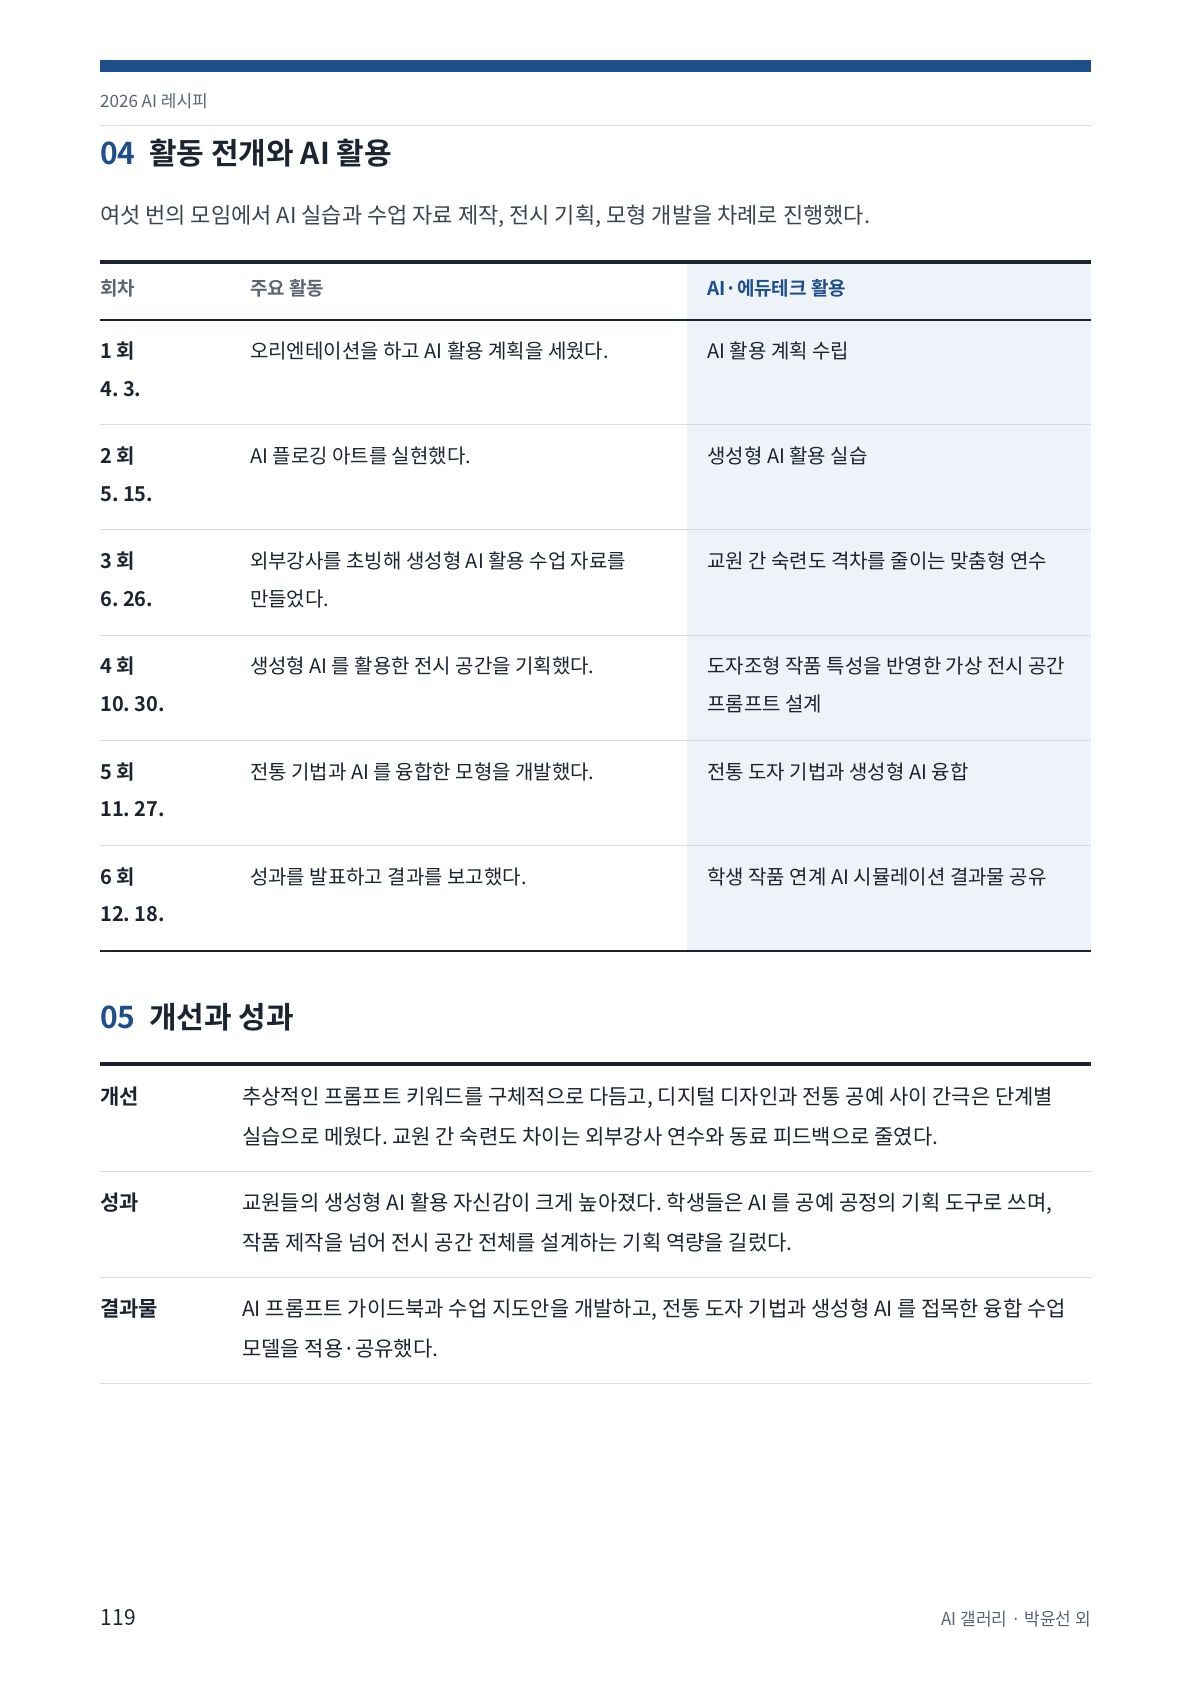 2026 AI 레시피
04 활동 전개와 AI 활용
여섯 번의 모임에서 AI 실습과 수업 자료 제작, 전시 기획, 모형 개발을 차례로 진행했다.
회차 주요 활동 AI·에듀테크 활용
1 회 오리엔테이션을 하고 AI 활용 계획을 세웠다. AI 활용 계획 수립
4. 3.
2 회 AI 플로깅 아트를 실현했다. 생성형 AI 활용 실습
5. 15.
3 회 외부강사를 초빙해 생성형 AI 활용 수업 자료를 교원 간 숙련도 격차를 줄이는 맞춤형 연수
6. 26. 만들었다.
4 회 생성형 AI 를 활용한 전시 공간을 기획했다. 도자조형 작품 특성을 반영한 가상 전시 공간
10. 30. 프롬프트 설계
5 회 전통 기법과 AI 를 융합한 모형을 개발했다. 전통 도자 기법과 생성형 AI 융합
11. 27.
6 회 성과를 발표하고 결과를 보고했다. 학생 작품 연계 AI 시뮬레이션 결과물 공유
12. 18.
05 개선과 성과
개선 추상적인 프롬프트 키워드를 구체적으로 다듬고, 디지털 디자인과 전통 공예 사이 간극은 단계별
실습으로 메웠다. 교원 간 숙련도 차이는 외부강사 연수와 동료 피드백으로 줄였다.
성과 교원들의 생성형 AI 활용 자신감이 크게 높아졌다. 학생들은 AI 를 공예 공정의 기획 도구로 쓰며,
작품 제작을 넘어 전시 공간 전체를 설계하는 기획 역량을 길렀다.
결과물 AI 프롬프트 가이드북과 수업 지도안을 개발하고, 전통 도자 기법과 생성형 AI 를 접목한 융합 수업
모델을 적용·공유했다.
119 AI 갤러리 · 박윤선 외